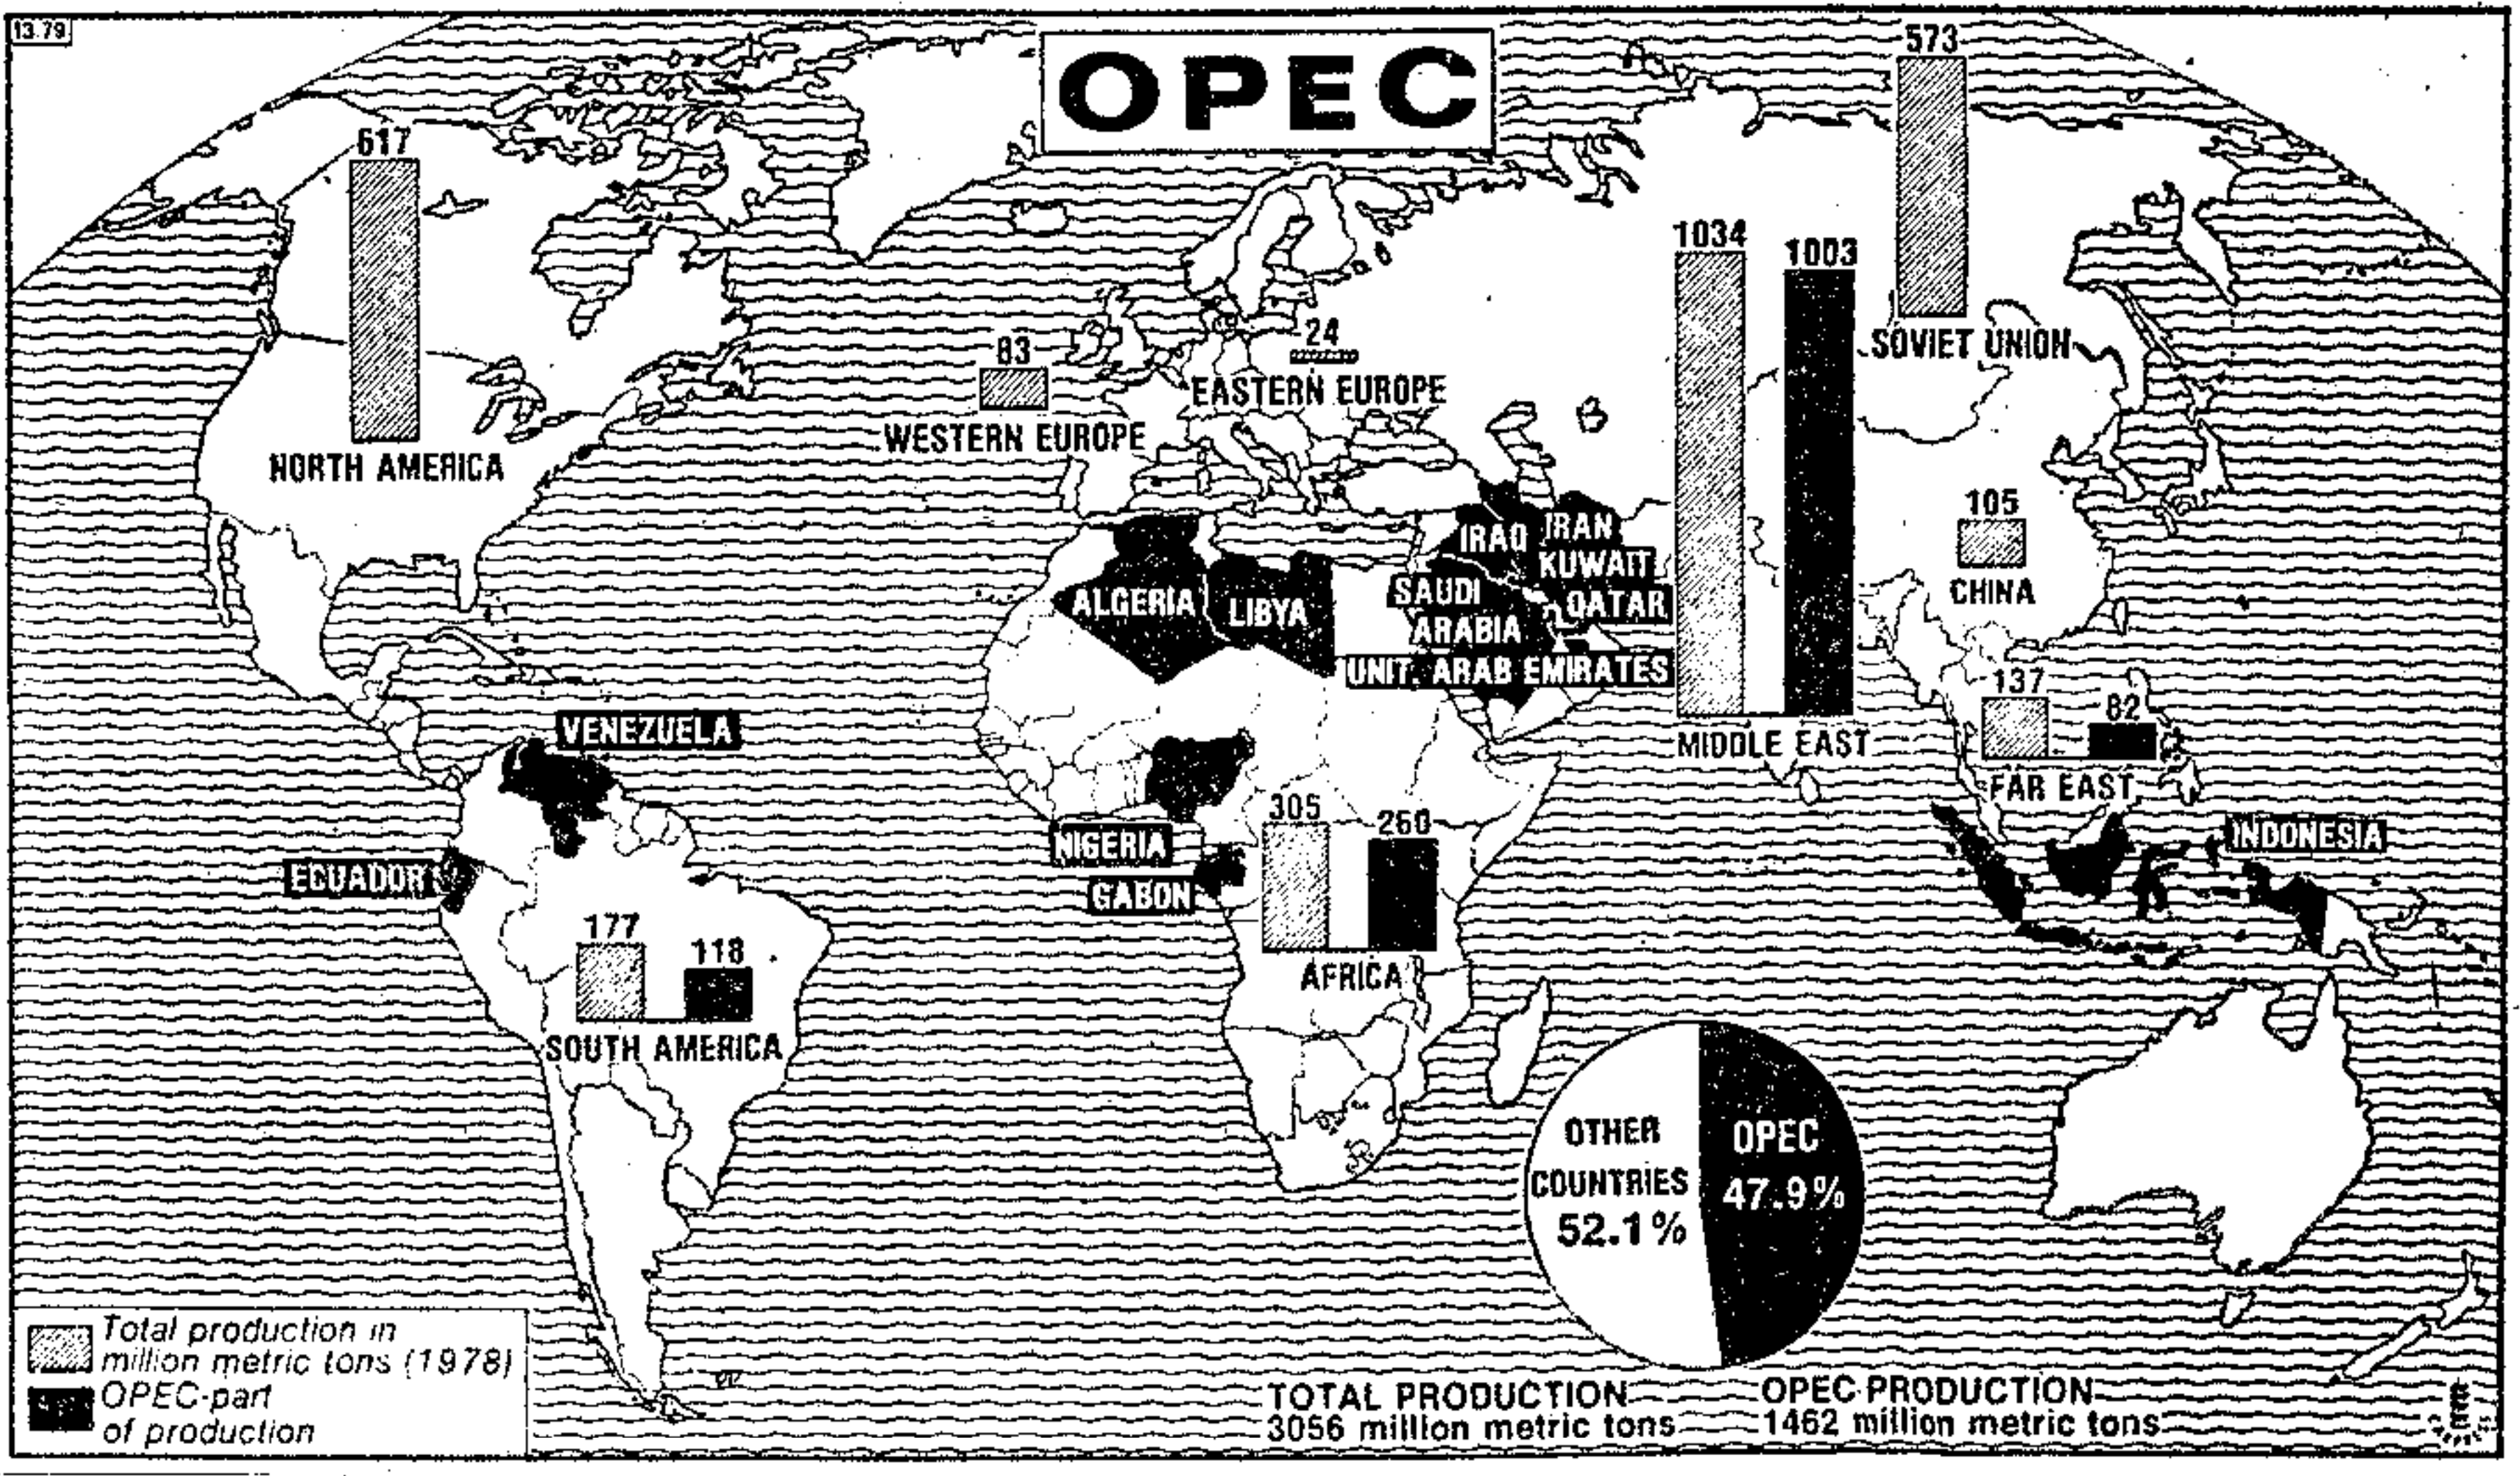 13.79
OPEC
573
617
1034
1003
SOVIET UNION
24
83
EASTERN EUROPE
WESTERN EUROPE
NORTH AMERICA
105
CHINA
IRAQ
IRAN
KUWAIT
SAUDI
ARABIA
QATAR
ALGERIA
LIBYA
UNIT. ARAB EMIRATES
137
82
MIDDLE EAST
FAR EAST
VENEZUELA
INDONESIA
305
260
NIGERIA
ECUADOR
GABON
177
118
AFRICA
SOUTH AMERICA
OTHER
COUNTRIES
52.1%
OPEC
47.9%
Total production in
million metric tons (1978)
OPEC-part
of production
TOTAL PRODUCTION
3056 million metric tons
OPEC PRODUCTION
1462 million metric tons